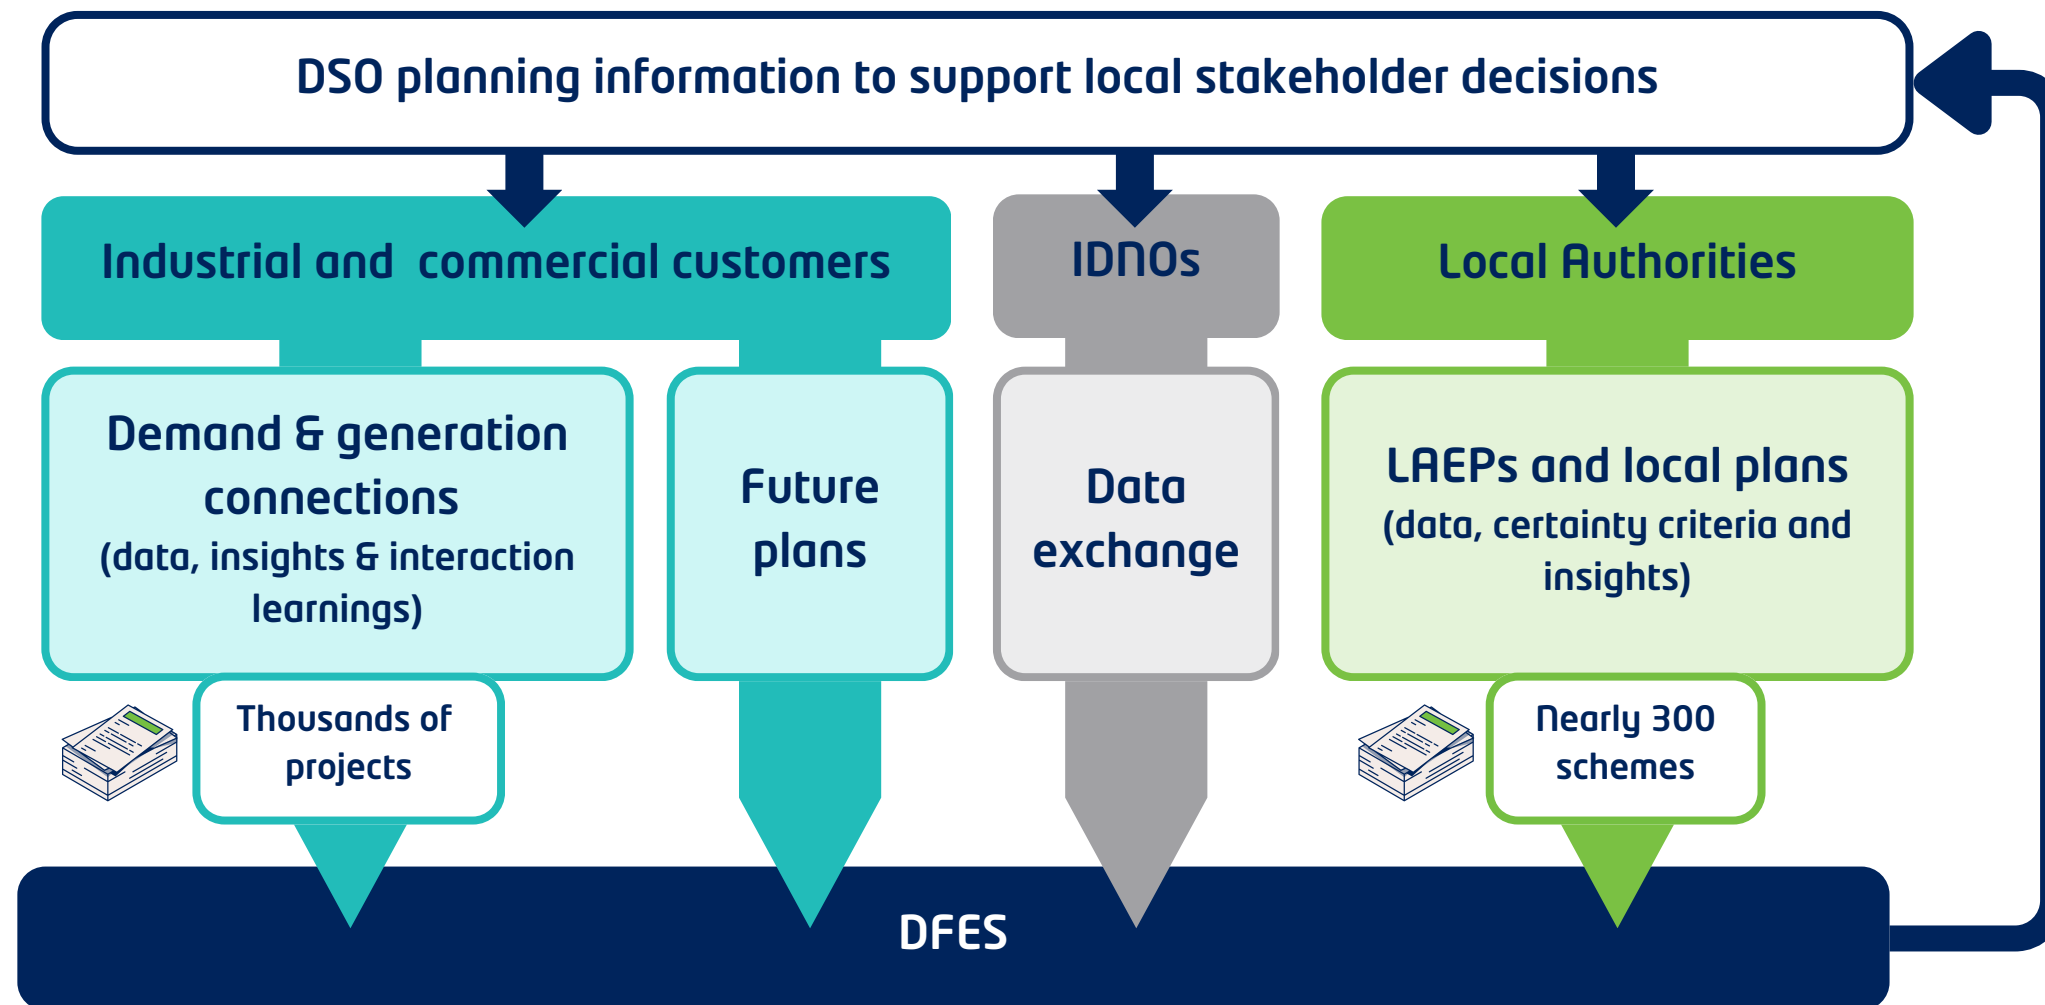 DSO planning information to support local stakeholder decisions
Industrial and commercial customers
IDNOs
Local Authorities
Demand & generation
connections
(data, insights & interaction
learnings)
Future
plans
Data
exchange
LAEPs and local plans
(data, certainty criteria and
insights)
Thousands of
projects
Nearly 300
schemes
DFES